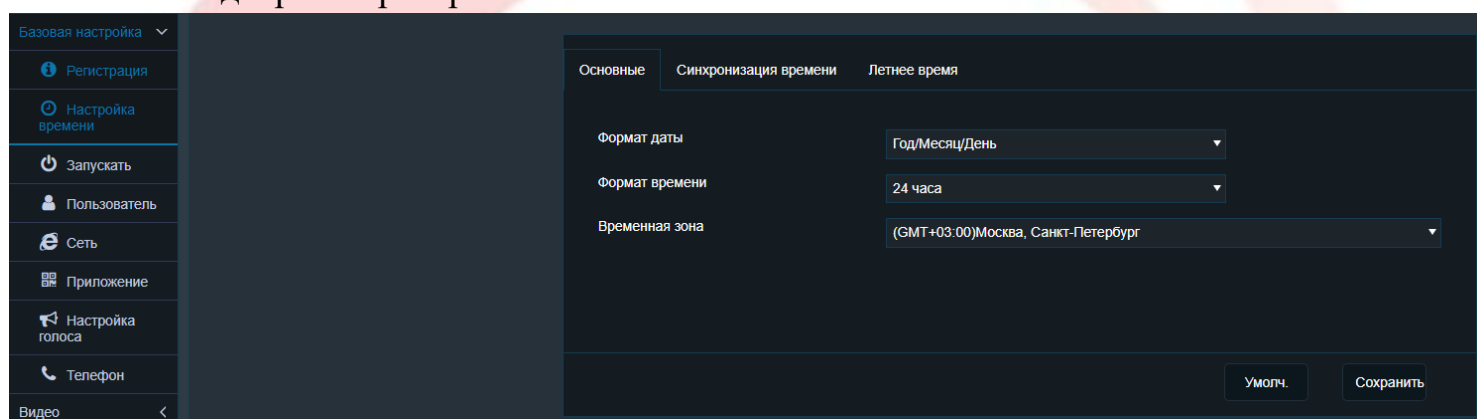 Базовая настройка
Регистрация
Настройка
времени
Запускать
Пользователь
Сеть
Приложение
Настройка
голоса
Телефон
Видео
Основные Синхронизация времени Летнее время
Формат даты Год/Месяц/День
Формат времени 24 часа
Временная зона (GMT+03:00)Москва, Санкт-Петербург
Умолч. Сохранить